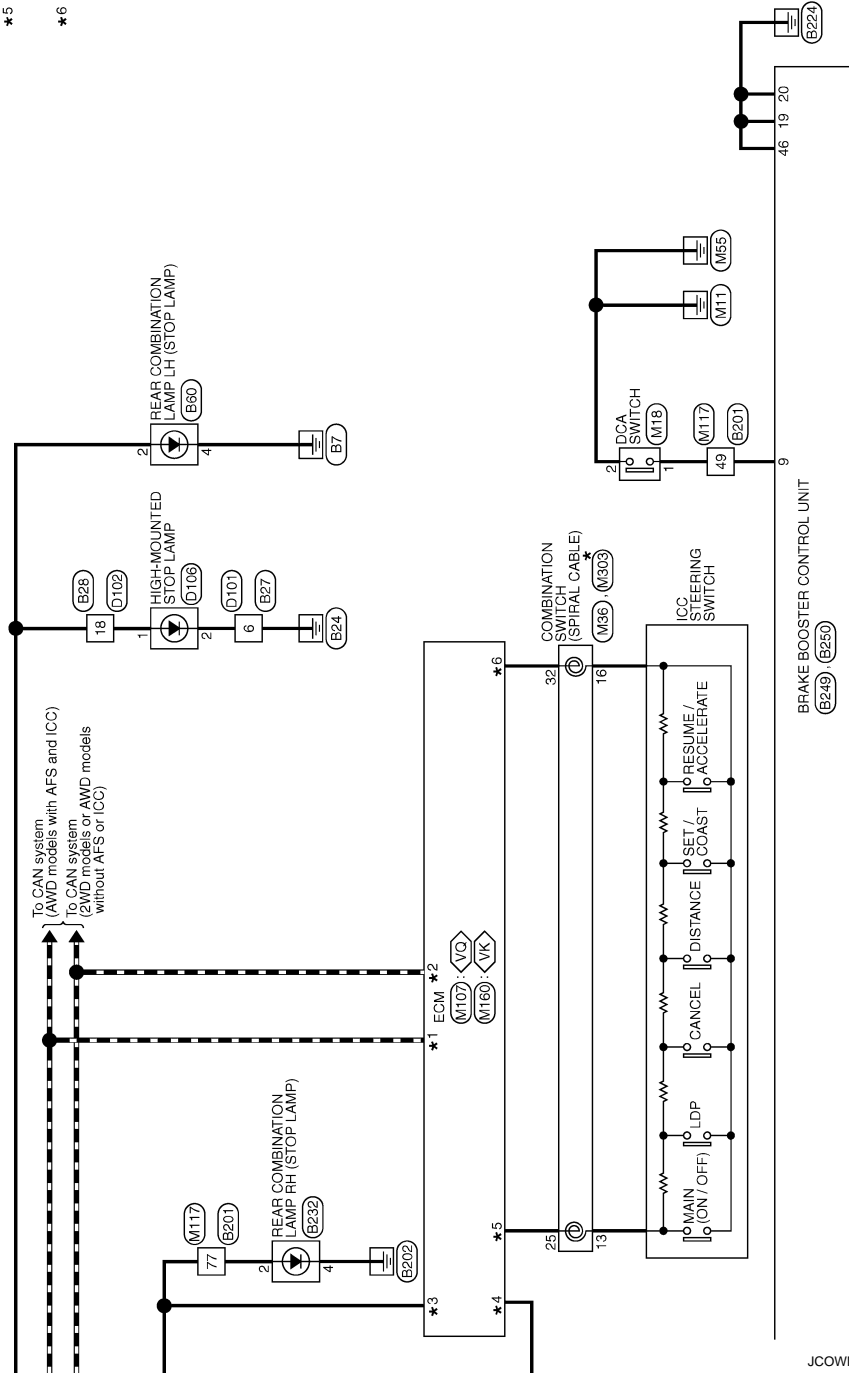 ★5
★6
To CAN system
(AWD models with AFS and ICC)
To CAN system
(2WD models or AWD models
without AFS or ICC)
M117
B201
77
2
REAR COMBINATION
LAMP RH (STOP LAMP)
B232
4
B202
B28
D102
18
1
HIGH-MOUNTED
STOP LAMP
D106
2
D101
B27
6
B24
2
REAR COMBINATION
LAMP LH (STOP LAMP)
B60
4
B7
★3
★1
★2
ECM
M107 : VQ
M160 : VK
★4
★5
★6
25
13
32
16
COMBINATION
SWITCH
(SPIRAL CABLE)
M36 , M303 ★
ICC
STEERING
SWITCH
MAIN
(ON / OFF)
LDP
CANCEL
DISTANCE
SET /
COAST
RESUME /
ACCELERATE
2
DCA
SWITCH
M18
1
M11
M55
M117
B201
49
9
46
19
20
B224
BRAKE BOOSTER CONTROL UNIT
B249 , B250